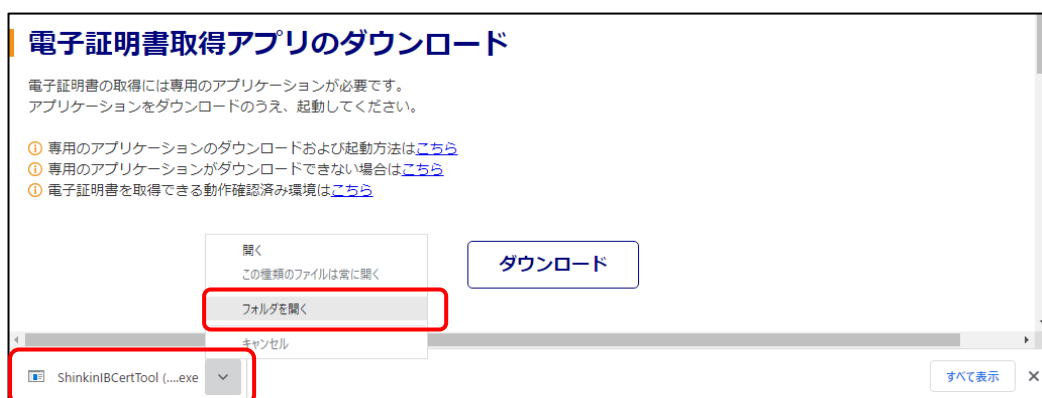 電子証明書取得アプリのダウンロード
電子証明書の取得には専用のアプリケーションが必要です。
アプリケーションをダウンロードのうえ、起動してください。
専用のアプリケーションのダウンロードおよび起動方法はこちら
専用のアプリケーションがダウンロードできない場合はこちら
電子証明書を取得できる動作確認済み環境はこちら
開く
この種類のファイルは常に開く
フォルダを開く
キャンセル
ダウンロード
ShinkinIBCertTool (....exe
すべて表示